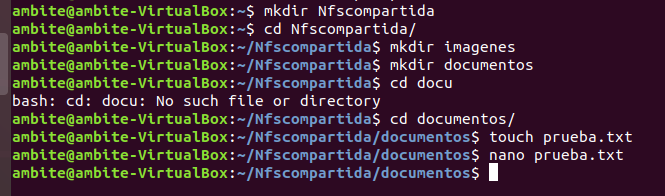 ambite@ambite-VirtualBox:~$ mkdir Nfscompartida
ambite@ambite-VirtualBox:~$ cd Nfscompartida/
ambite@ambite-VirtualBox:~/Nfscompartida$ mkdir imagenes
ambite@ambite-VirtualBox:~/Nfscompartida$ mkdir documentos
ambite@ambite-VirtualBox:~/Nfscompartida$ cd docu
bash: cd: docu: No such file or directory
ambite@ambite-VirtualBox:~/Nfscompartida$ cd documentos/
ambite@ambite-VirtualBox:~/Nfscompartida/documentos$ touch prueba.txt
ambite@ambite-VirtualBox:~/Nfscompartida/documentos$ nano prueba.txt
ambite@ambite-VirtualBox:~/Nfscompartida/documentos$